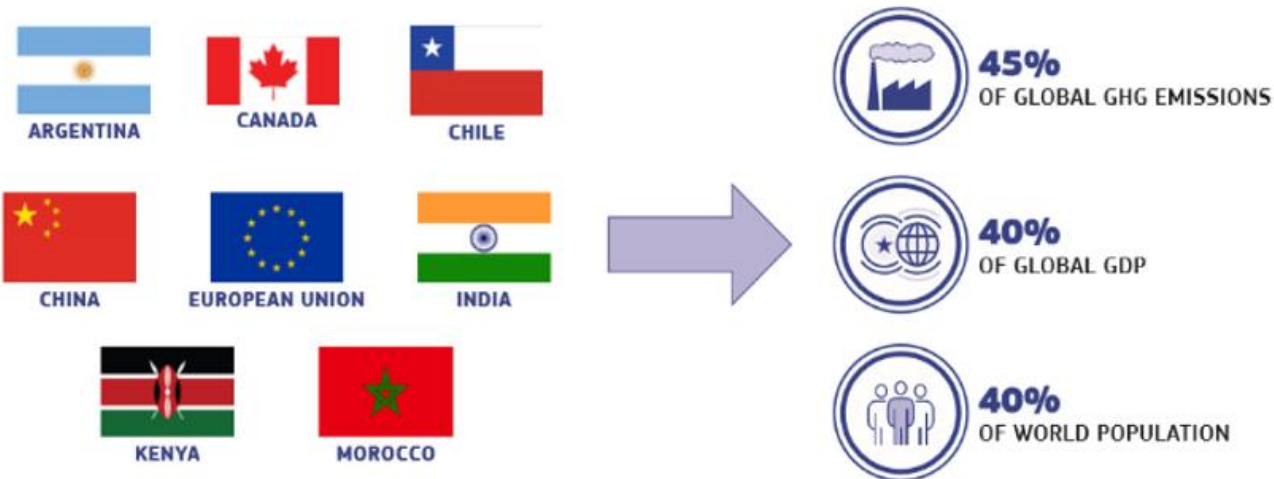 ARGENTINA
CANADA
CHILE
CHINA
EUROPEAN UNION
INDIA
KENYA
MOROCCO
45%
OF GLOBAL GHG EMISSIONS
40%
OF GLOBAL GDP
40%
OF WORLD POPULATION